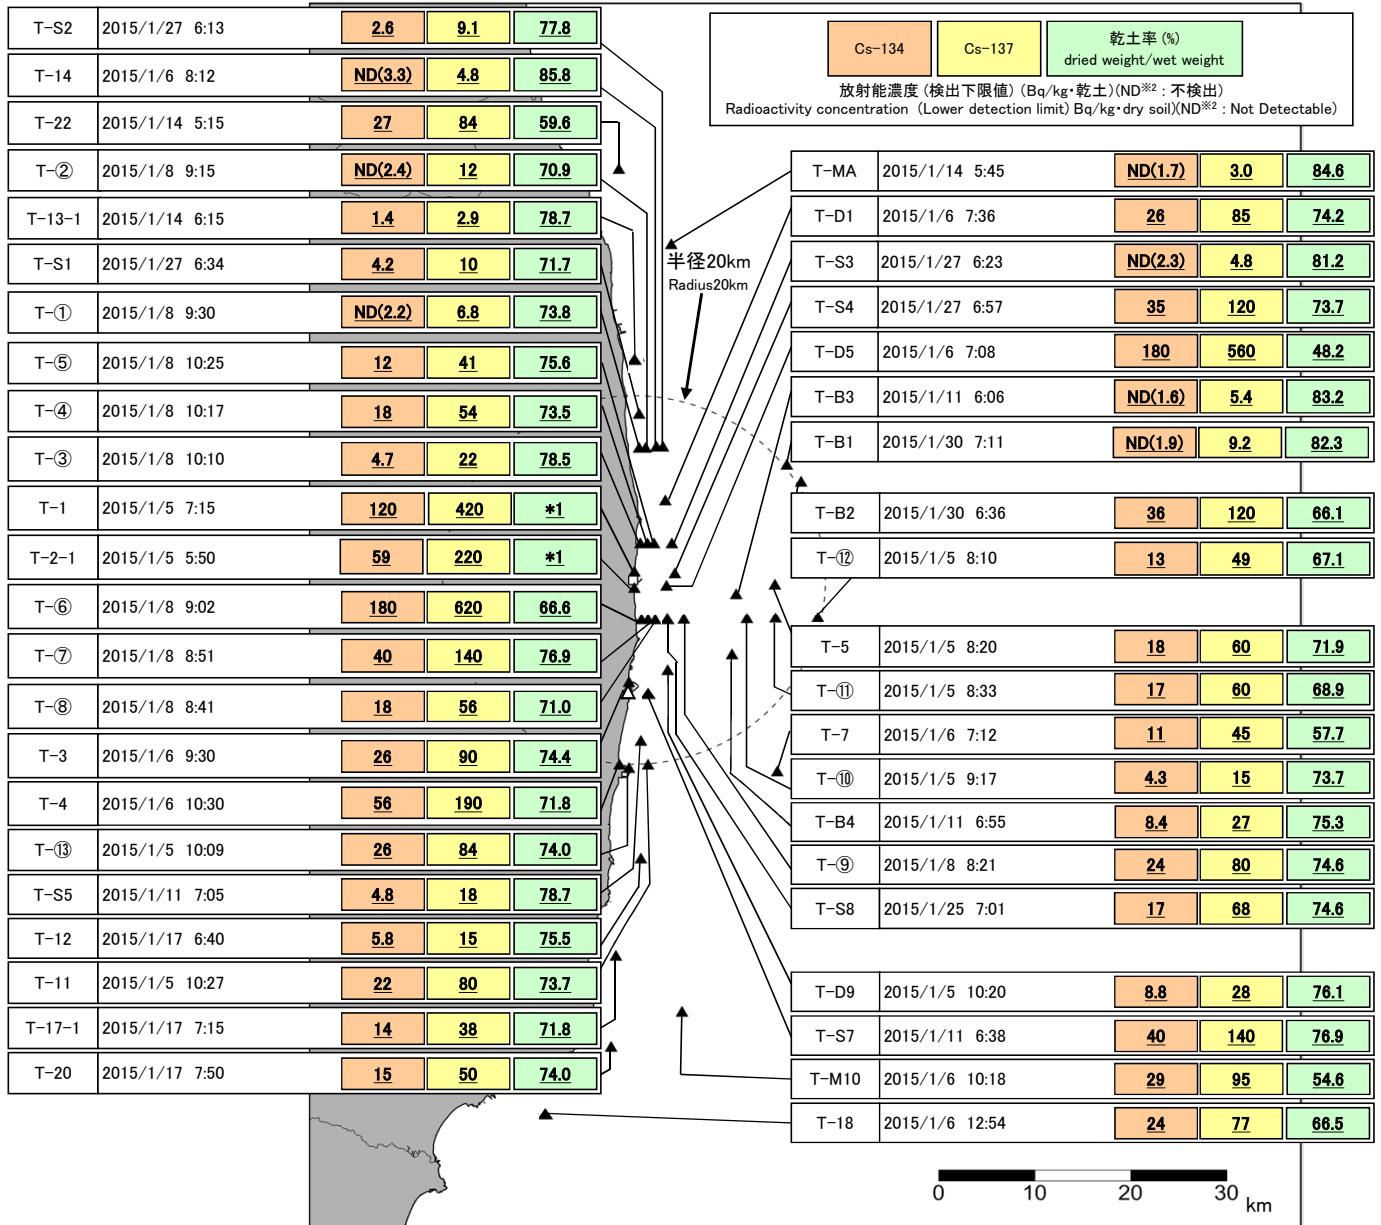 T-S2 2015/1/27 6:13 2.6 9.1 77.8
T-14 2015/1/6 8:12 ND(3.3) 4.8 85.8
T-22 2015/1/14 5:15 27 84 59.6
T-② 2015/1/8 9:15 ND(2.4) 12 70.9
T-13-1 2015/1/14 6:15 1.4 2.9 78.7
T-S1 2015/1/27 6:34 4.2 10 71.7
T-① 2015/1/8 9:30 ND(2.2) 6.8 73.8
T-⑤ 2015/1/8 10:25 12 41 75.6
T-④ 2015/1/8 10:17 18 54 73.5
T-③ 2015/1/8 10:10 4.7 22 78.5
T-1 2015/1/5 7:15 120 420 *1
T-2-1 2015/1/5 5:50 59 220 *1
T-⑥ 2015/1/8 9:02 180 620 66.6
T-⑦ 2015/1/8 8:51 40 140 76.9
T-⑧ 2015/1/8 8:41 18 56 71.0
T-3 2015/1/6 9:30 26 90 74.4
T-4 2015/1/6 10:30 56 190 71.8
T-⑬ 2015/1/5 10:09 26 84 74.0
T-S5 2015/1/11 7:05 4.8 18 78.7
T-12 2015/1/17 6:40 5.8 15 75.5
T-11 2015/1/5 10:27 22 80 73.7
T-17-1 2015/1/17 7:15 14 38 71.8
T-20 2015/1/17 7:50 15 50 74.0
Cs-134 Cs-137 乾土率(%)
dried weight/wet weight
放射能濃度(検出下限値)(Bq/kg・乾土)(ND※2:不検出)
Radioactivity concentration (Lower detection limit) Bq/kg・dry soil)(ND※2 : Not Detectable)
半径20km
Radius20km
T-MA 2015/1/14 5:45 ND(1.7) 3.0 84.6
T-D1 2015/1/6 7:36 26 85 74.2
T-S3 2015/1/27 6:23 ND(2.3) 4.8 81.2
T-S4 2015/1/27 6:57 35 120 73.7
T-D5 2015/1/6 7:08 180 560 48.2
T-B3 2015/1/11 6:06 ND(1.6) 5.4 83.2
T-B1 2015/1/30 7:11 ND(1.9) 9.2 82.3
T-B2 2015/1/30 6:36 36 120 66.1
T-⑫ 2015/1/5 8:10 13 49 67.1
T-5 2015/1/5 8:20 18 60 71.9
T-⑪ 2015/1/5 8:33 17 60 68.9
T-7 2015/1/6 7:12 11 45 57.7
T-⑩ 2015/1/5 9:17 4.3 15 73.7
T-B4 2015/1/11 6:55 8.4 27 75.3
T-⑨ 2015/1/8 8:21 24 80 74.6
T-S8 2015/1/25 7:01 17 68 74.6
T-D9 2015/1/5 10:20 8.8 28 76.1
T-S7 2015/1/11 6:38 40 140 76.9
T-M10 2015/1/6 10:18 29 95 54.6
T-18 2015/1/6 12:54 24 77 66.5
0 10 20 30 km